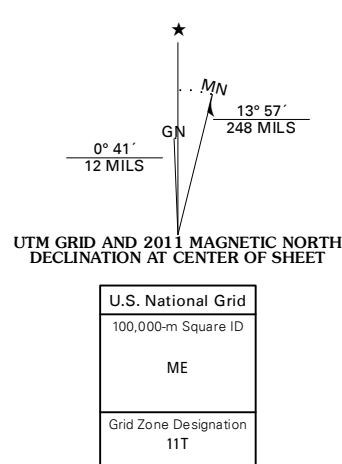 ★
MN
GN
13° 57´
248 MILS
0° 41´
12 MILS
UTM GRID AND 2011 MAGNETIC NORTH
DECLINATION AT CENTER OF SHEET
U.S. National Grid
100,000-m Square ID
ME
Grid Zone Designation
11T